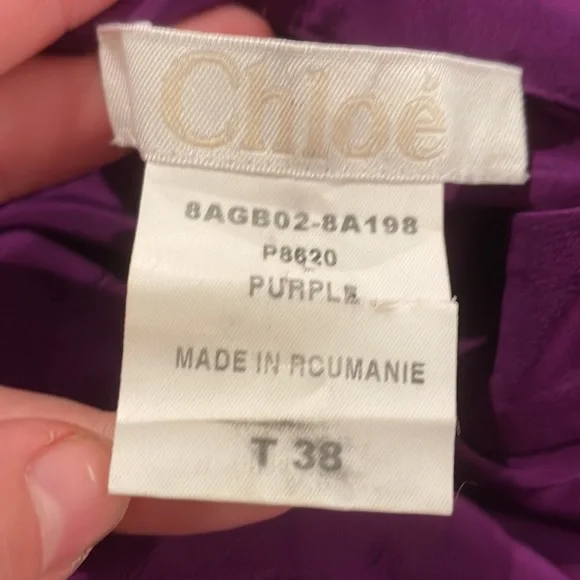 Chloé
8AGB02-8A198
P8620
PURPLE
MADE IN ROUMANIE
T 38